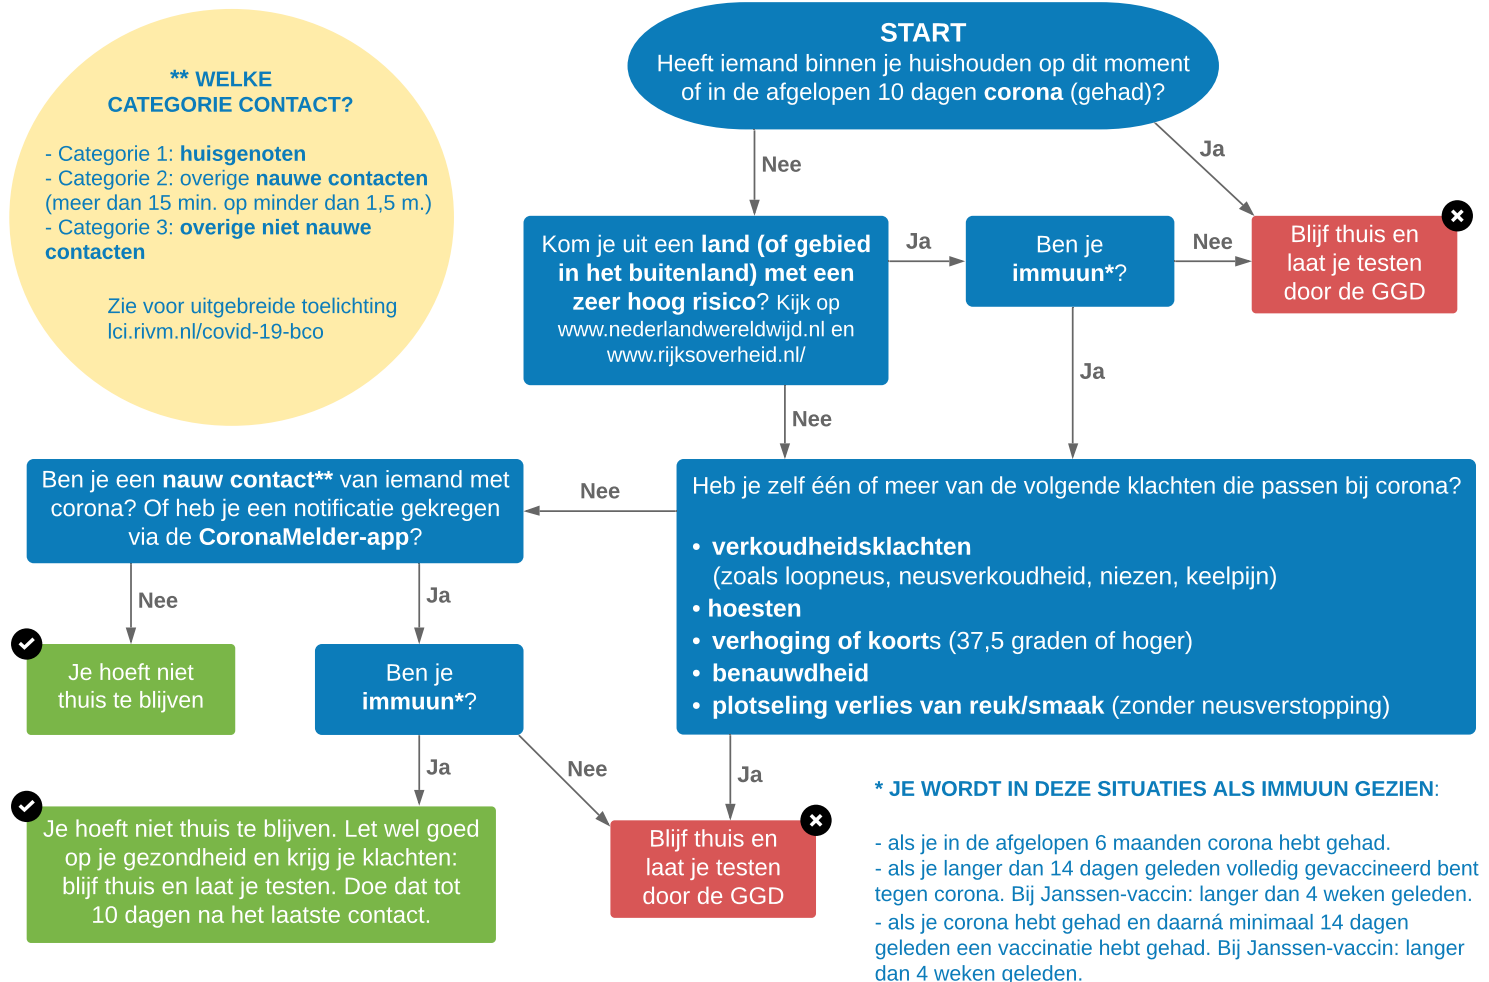 ** WELKE
CATEGORIE CONTACT?
- Categorie 1: huisgenoten
- Categorie 2: overige nauwe contacten
(meer dan 15 min. op minder dan 1,5 m.)
- Categorie 3: overige niet nauwe
contacten
Zie voor uitgebreide toelichting
lci.rivm.nl/covid-19-bco
START
Heeft iemand binnen je huishouden op dit moment
of in de afgelopen 10 dagen corona (gehad)?
Nee
Ja
Kom je uit een land (of gebied
in het buitenland) met een
zeer hoog risico? Kijk op
www.nederlandwereldwijd.nl en
www.rijksoverheid.nl/
Ja
Ben je
immuun*?
Nee
Blijf thuis en
laat je testen
door de GGD
Nee
Ja
Ben je een nauw contact** van iemand met
corona? Of heb je een notificatie gekregen
via de CoronaMelder-app?
Nee
Heb je zelf één of meer van de volgende klachten die passen bij corona?
• verkoudheidsklachten
(zoals loopneus, neusverkoudheid, niezen, keelpijn)
• hoesten
• verhoging of koorts (37,5 graden of hoger)
• benauwdheid
• plotseling verlies van reuk/smaak (zonder neusverstopping)
Nee
Ja
Je hoeft niet
thuis te blijven
Ben je
immuun*?
Ja
Nee
Ja
Je hoeft niet thuis te blijven. Let wel goed
op je gezondheid en krijg je klachten:
blijf thuis en laat je testen. Doe dat tot
10 dagen na het laatste contact.
Blijf thuis en
laat je testen
door de GGD
* JE WORDT IN DEZE SITUATIES ALS IMMUUN GEZIEN:
- als je in de afgelopen 6 maanden corona hebt gehad.
- als je langer dan 14 dagen geleden volledig gevaccineerd bent
tegen corona. Bij Janssen-vaccin: langer dan 4 weken geleden.
- als je corona hebt gehad en daarná minimaal 14 dagen
geleden een vaccinatie hebt gehad. Bij Janssen-vaccin: langer
dan 4 weken geleden.